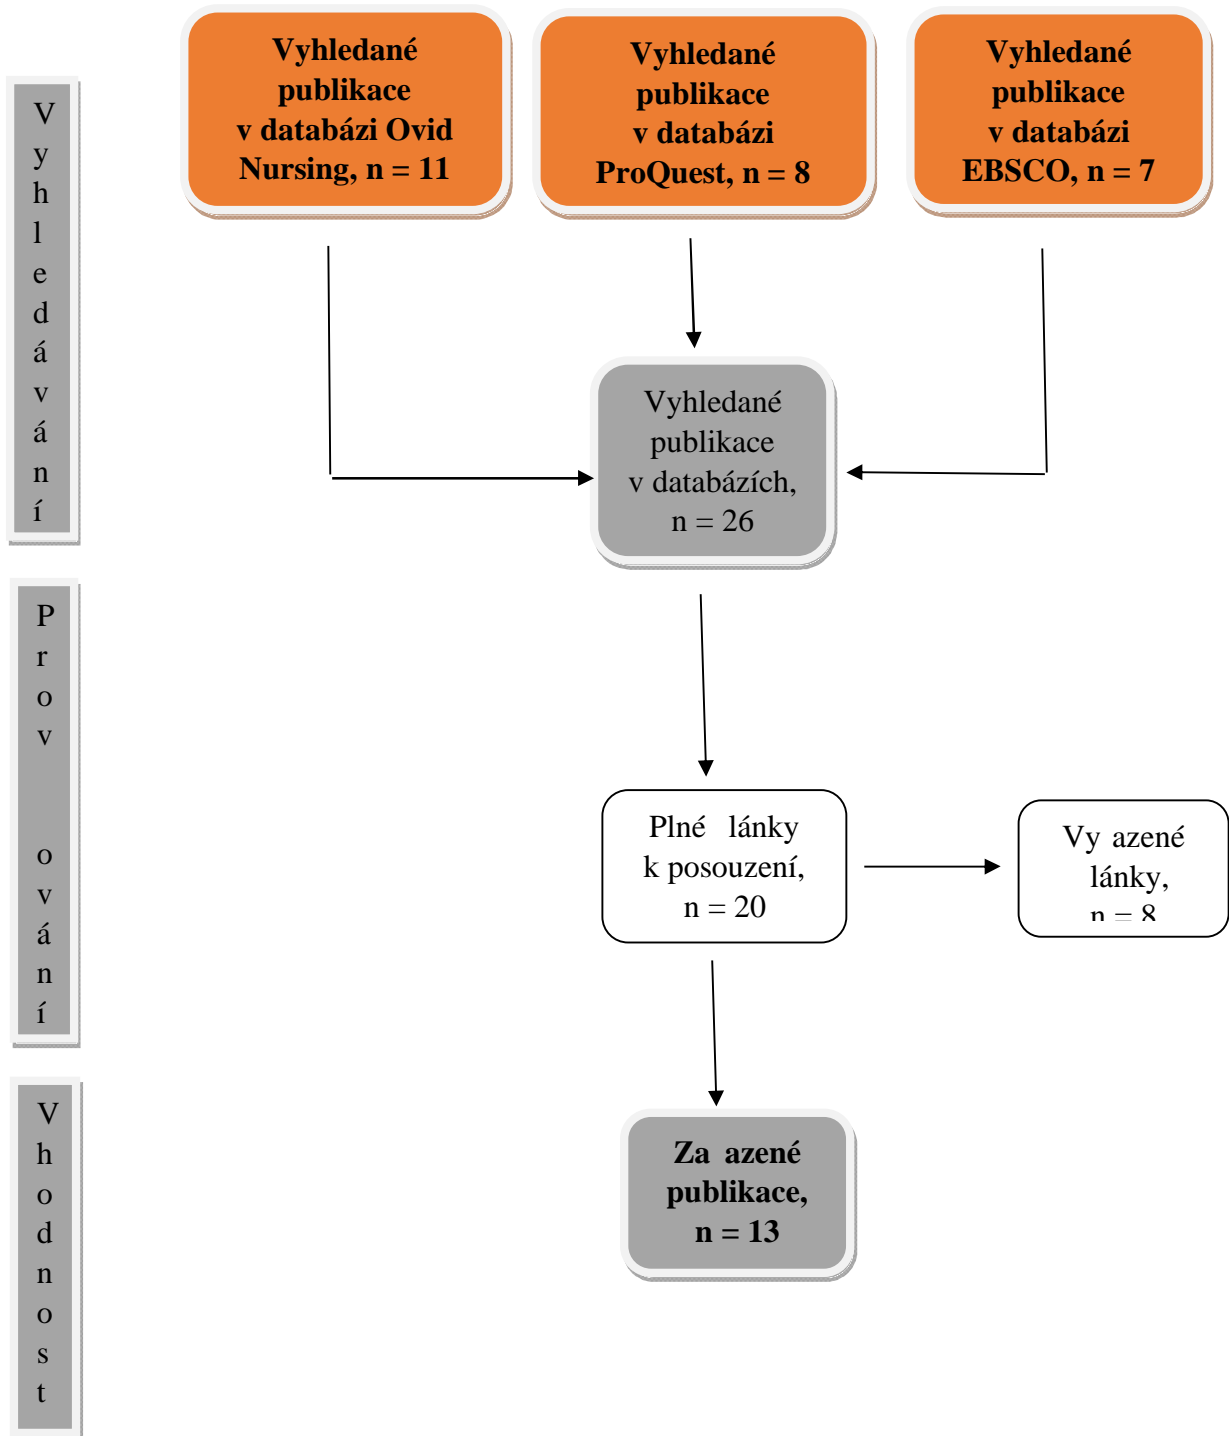 Vyhledané
publikace
v databázi Ovid
Nursing, n = 11
Vyhledané
publikace
v databázi
ProQuest, n = 8
Vyhledané
publikace
v databázi
EBSCO, n = 7
V
y
h
l
e
d
á
v
á
n
í
Vyhledané
publikace
v databázích,
n = 26
P
r
o
v
o
v
á
n
í
Plné lánky
k posouzení,
n = 20
Vy azené
lánky,
n = 8
V
h
o
d
n
o
s
t
Za azené
publikace,
n = 13